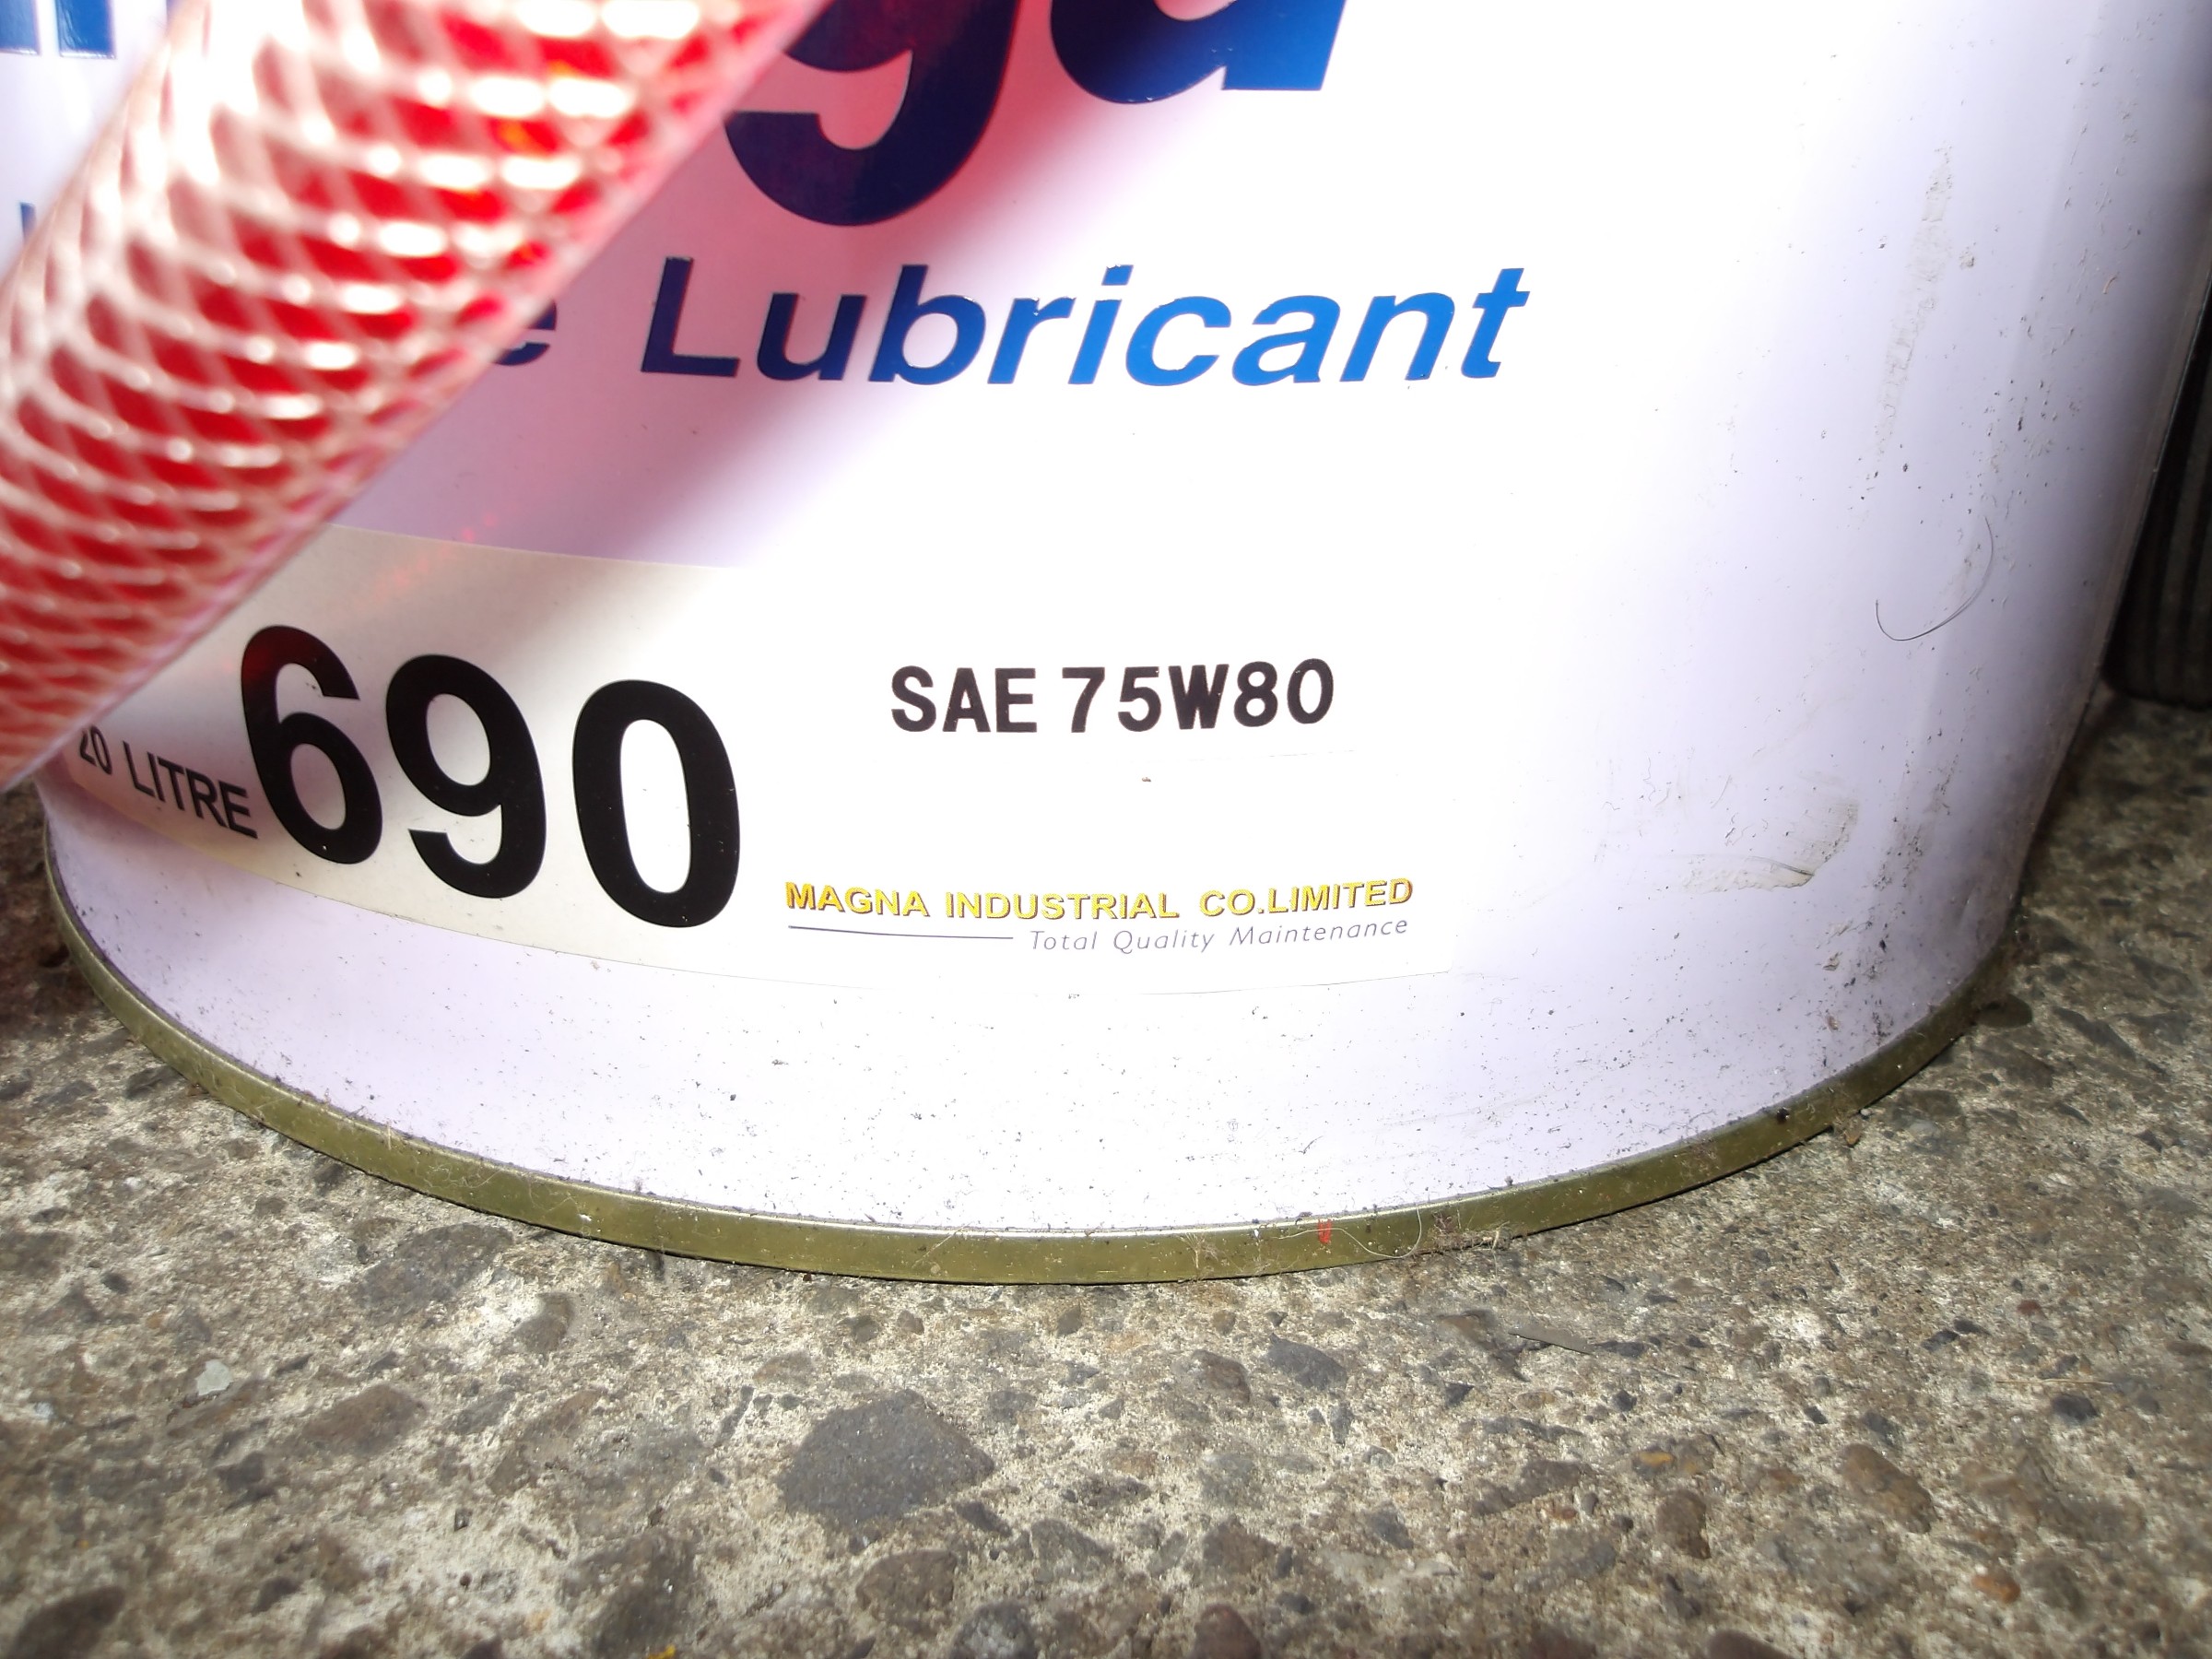 Lubricant
690
SAE 75W80
20 LITRE
MAGNA INDUSTRIAL CO.LIMITED
Total Quality Maintenance